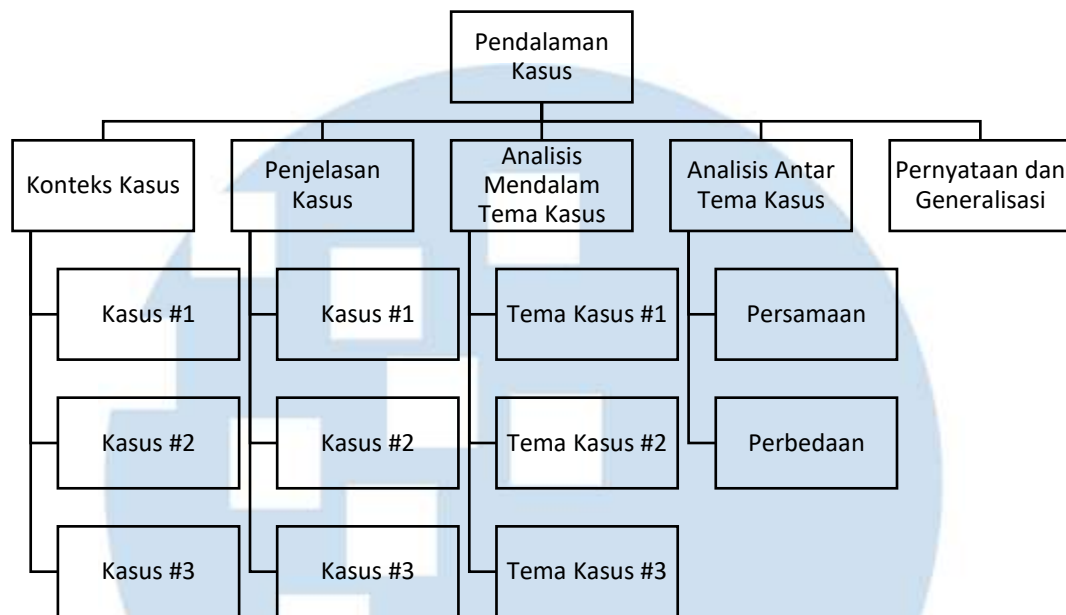 Pendalaman
Kasus
Konteks Kasus
Penjelasan
Kasus
Analisis
Mendalam
Tema Kasus
Analisis Antar
Tema Kasus
Pernyataan dan
Generalisasi
Kasus #1
Kasus #1
Tema Kasus #1
Persamaan
Kasus #2
Kasus #2
Tema Kasus #2
Perbedaan
Kasus #3
Kasus #3
Tema Kasus #3